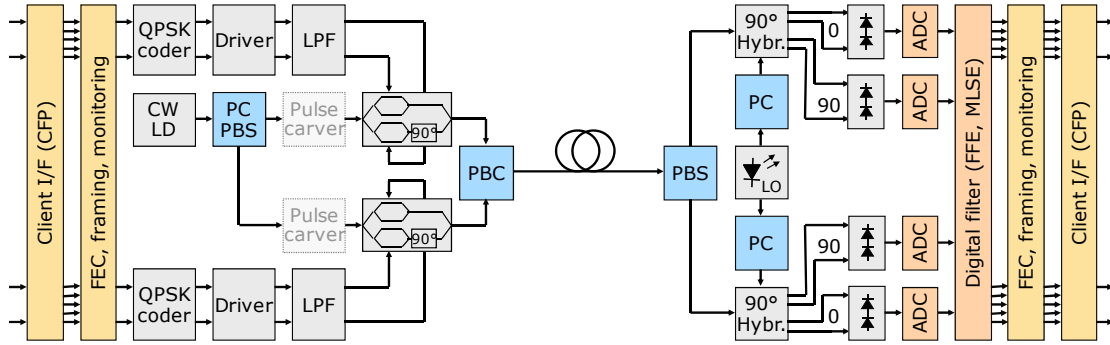 Client I/F (CFP)
FEC, framing, monitoring
QPSK
coder
Driver
LPF
CW
LD
PC
PBS
Pulse
carver
90°
Pulse
carver
90°
QPSK
coder
Driver
LPF
PBC
PBS
90°
Hybr.
PC
LO
PC
90°
Hybr.
0
90
90
0
ADC
ADC
ADC
ADC
Digital filter (FFE, MLSE)
FEC, framing, monitoring
Client I/F (CFP)